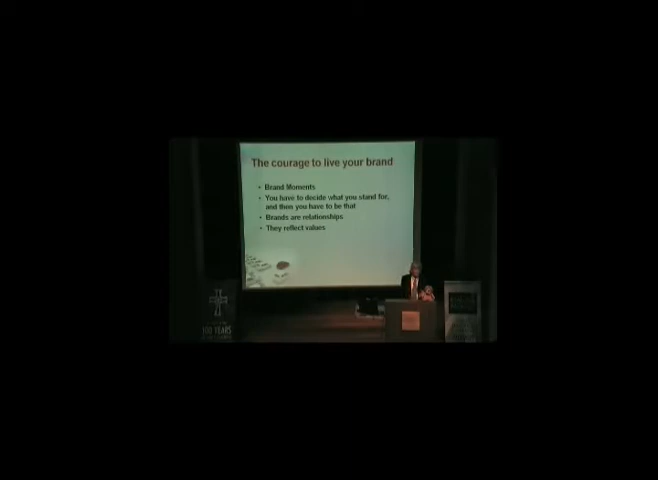 The courage to live your brand
• Brand Moments
• You have to decide what you stand for,
and then you have to be that
• Brands are relationships
• They reflect values
100 YEARS